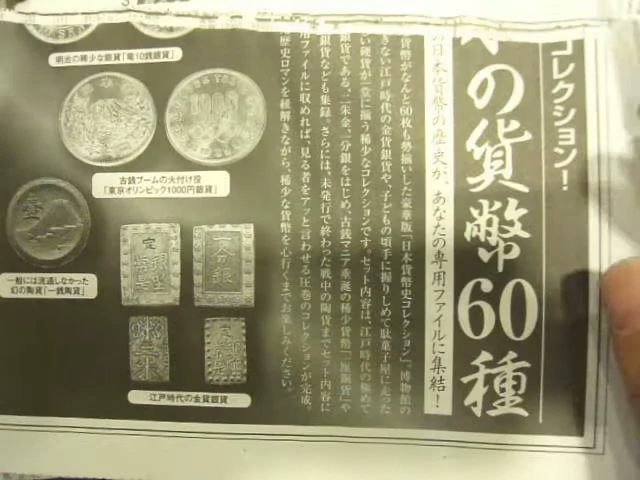 コレクション！
の貨幣60種
の日本貨幣の歴史が、あなたの専用ファイルに集結！
貨幣がなんと60枚も勢揃いした豪華版「日本貨幣史コレクション」。博物館の
きない江戸時代の金貨銀貨や、子どもの頃手に握りしめて駄菓子屋に走った
い硬貨が一堂に揃う稀少なコレクションです。セット内容は、江戸時代の極めて
銀貨である、二朱金、一分銀をはじめ、古銭マニア垂涎の稀少貨幣
銀貨なども集録。さらには、未発行で終わった戦中の陶貨までセット内容に
用ファイルに収めれば、見る者をアッと言わせる圧巻のコレクションが完成。
歴史ロマンを紐解きながら、稀少な貨幣を心行くまでお楽しみください。
明治の稀少な銀貨「竜10銭銀貨」
古銭ブームの火付け役
「東京オリンピック1000円銀貨」
一般には流通しなかった
幻の陶貨「一銭陶貨」
江戸時代の金貨銀貨